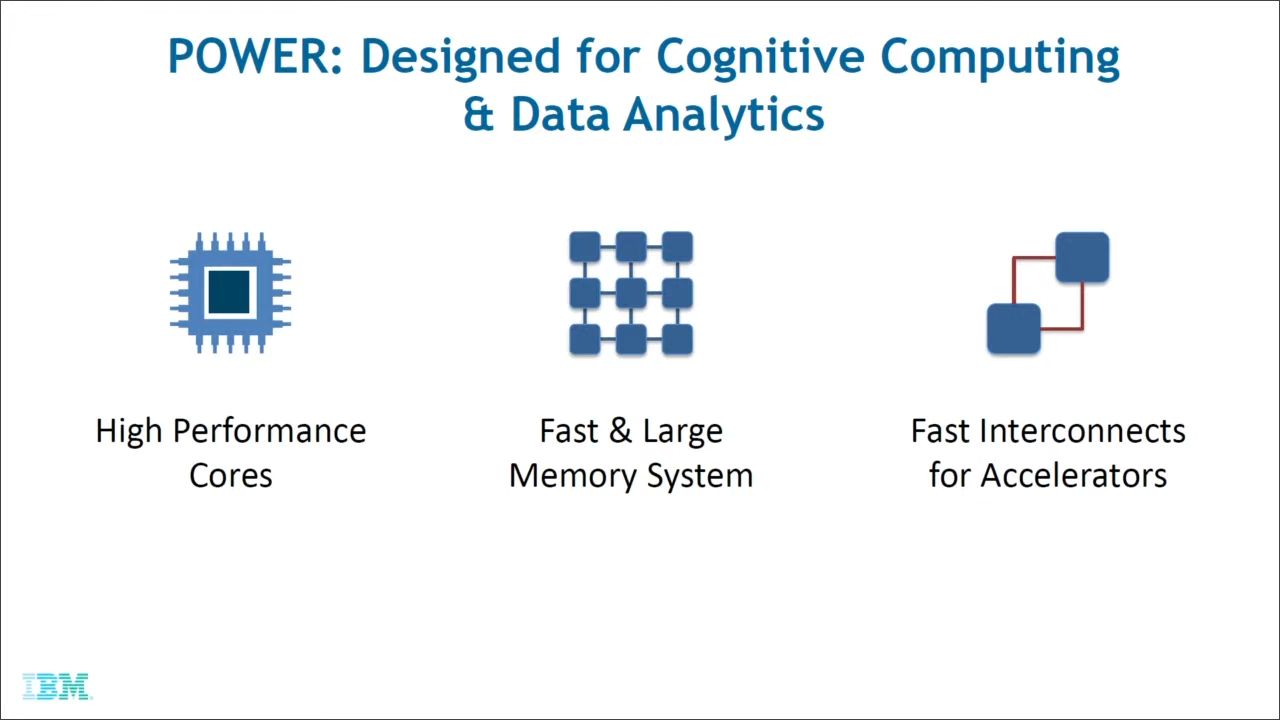 POWER: Designed for Cognitive Computing
& Data Analytics
High Performance
Cores
Fast & Large
Memory System
Fast Interconnects
for Accelerators
IBM